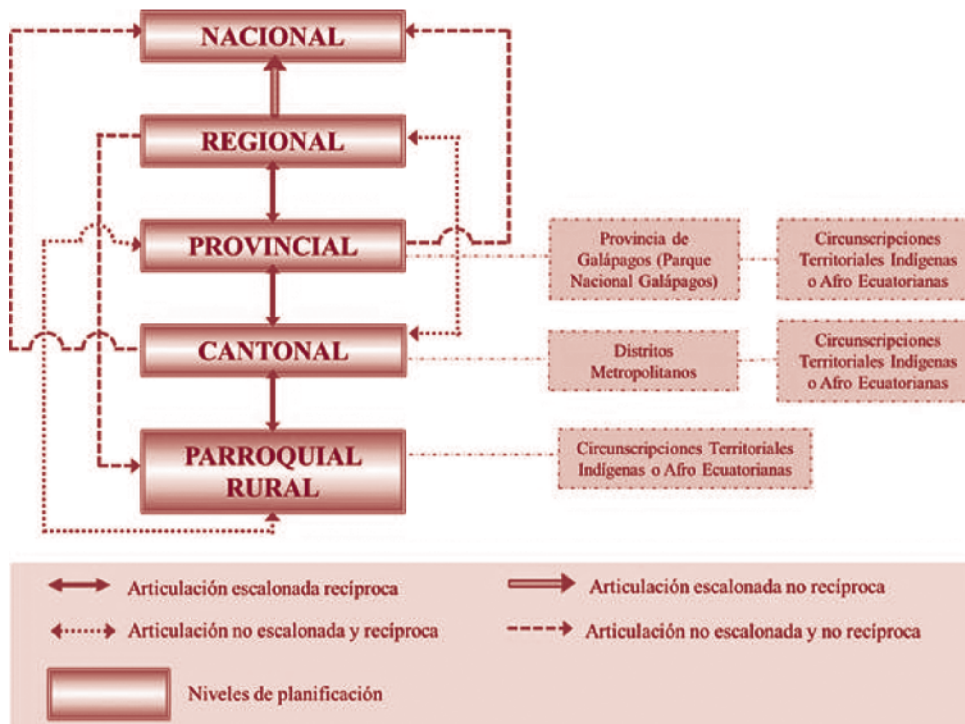 NACIONAL
REGIONAL
PROVINCIAL
Provincia de
Galápagos (Parque
Nacional Galápagos)
Circunscripciones
Territoriales Indígenas
o Afro Ecuatorianas
CANTONAL
Distritos
Metropolitanos
Circunscripciones
Territoriales Indígenas
o Afro Ecuatorianas
PARROQUIAL
RURAL
Circunscripciones Territoriales
Indígenas o Afro Ecuatorianas
Articulación escalonada recíproca
Articulación escalonada no recíproca
Articulación no escalonada y recíproca
Articulación no escalonada y no recíproca
Niveles de planificación